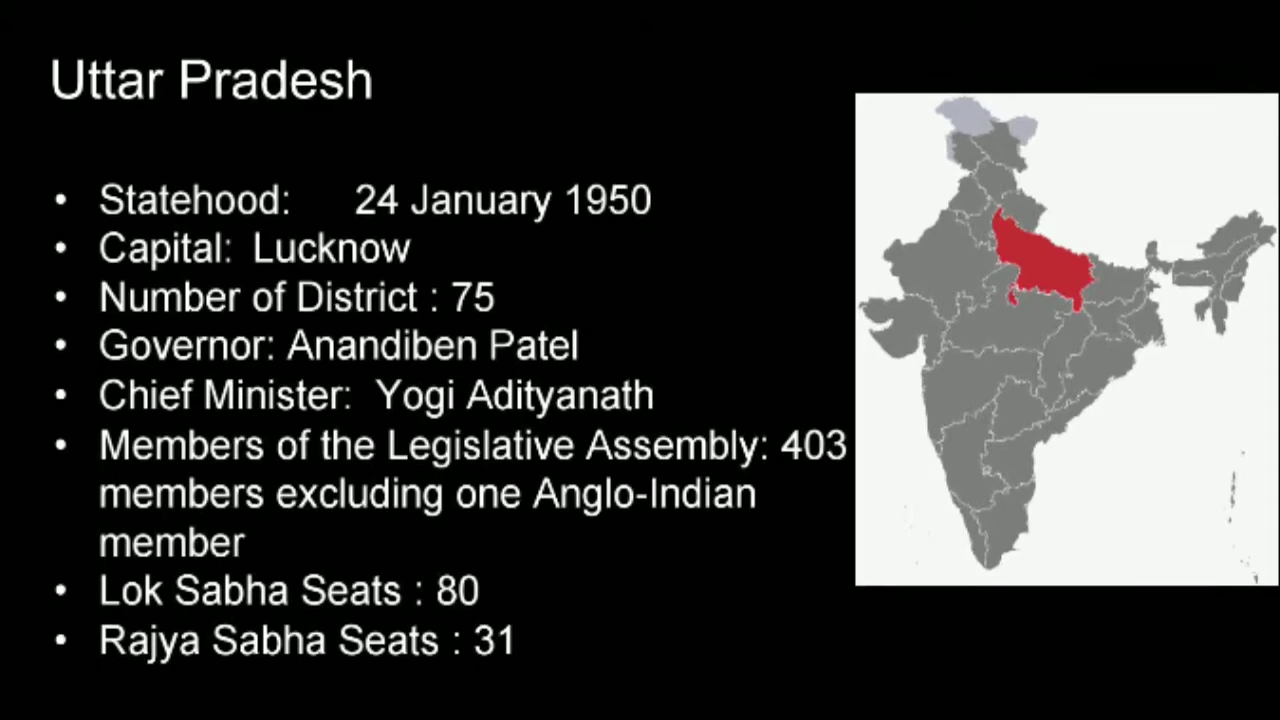 Uttar Pradesh
• Statehood: 24 January 1950
• Capital: Lucknow
• Number of District : 75
• Governor: Anandiben Patel
• Chief Minister: Yogi Adityanath
• Members of the Legislative Assembly: 403
members excluding one Anglo-Indian
member
• Lok Sabha Seats : 80
• Rajya Sabha Seats : 31